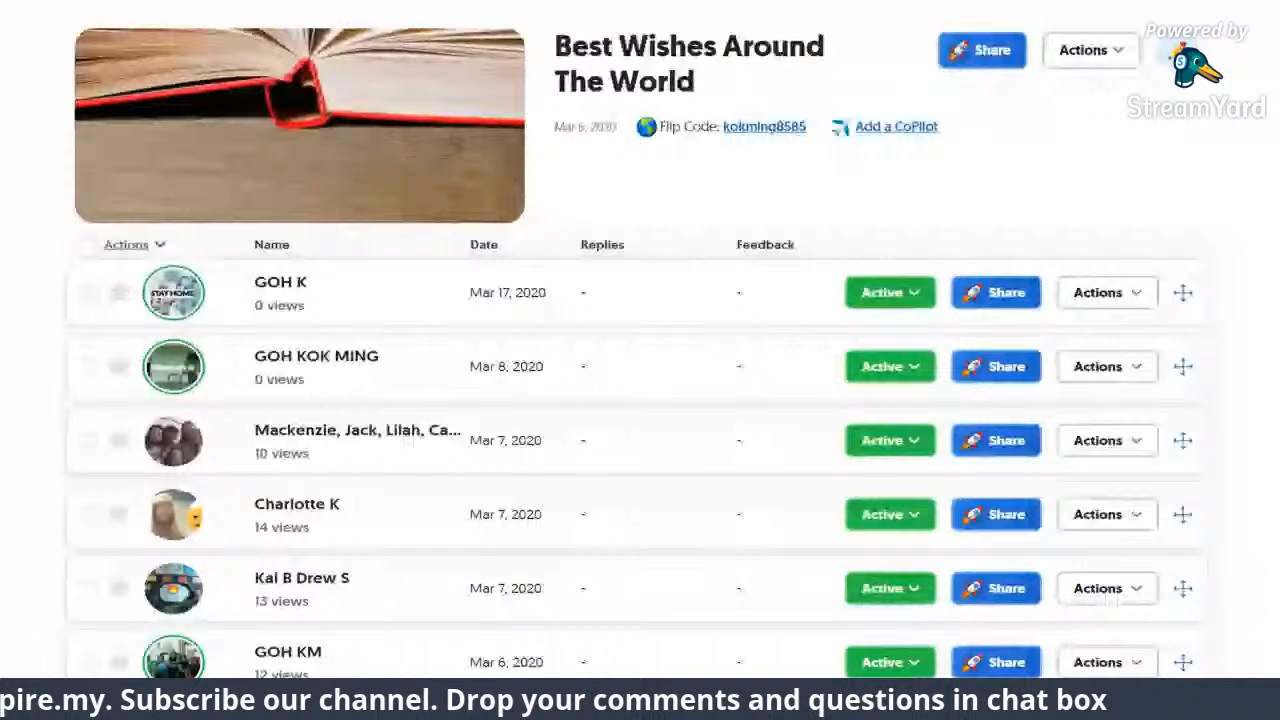 Best Wishes Around
The World
Share
Actions
Powered by
StreamYard
Mar 6, 2020
Flip Code: kokming8585
Add a CoPilot
Actions Name Date Replies Feedback
STAY HOME
GOH K
0 views
Mar 17, 2020 - - Active Share Actions
GOH KOK MING
0 views
Mar 8, 2020 - - Active Share Actions
Mackenzie, Jack, Lilah, Ca...
10 views
Mar 7, 2020 - - Active Share Actions
Charlotte K
14 views
Mar 7, 2020 - - Active Share Actions
Kai B Drew S
13 views
Mar 7, 2020 - - Active Share Actions
GOH KM
12 views
Mar 6, 2020 - - Active Share Actions
pire.my. Subscribe our channel. Drop your comments and questions in chat box